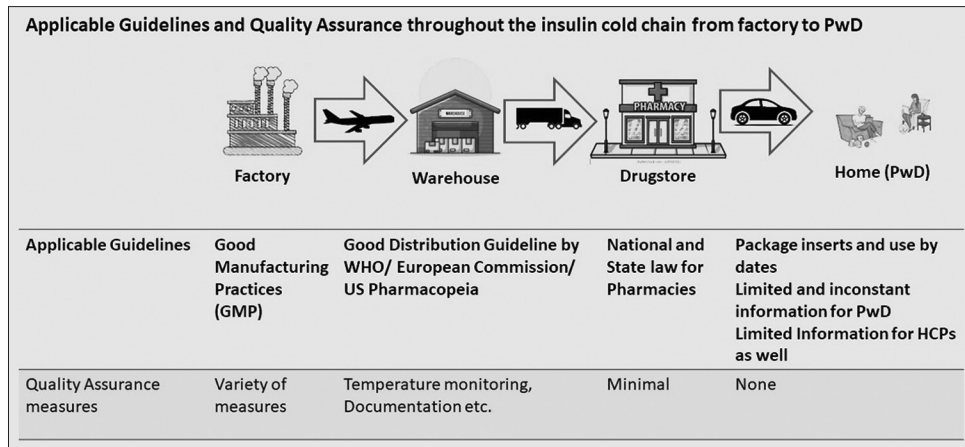 Applicable Guidelines and Quality Assurance throughout the insulin cold chain from factory to PwD
WAREHOUSE
PHARMACY
Factory
Warehouse
Drugstore
Home (PwD)
Applicable Guidelines
Good
Manufacturing
Practices
(GMP)
Good Distribution Guideline by
WHO/ European Commission/
US Pharmacopeia
National and
State law for
Pharmacies
Package inserts and use by
dates
Limited and inconstant
information for PwD
Limited Information for HCPs
as well
Quality Assurance
measures
Variety of
measures
Temperature monitoring,
Documentation etc.
Minimal
None